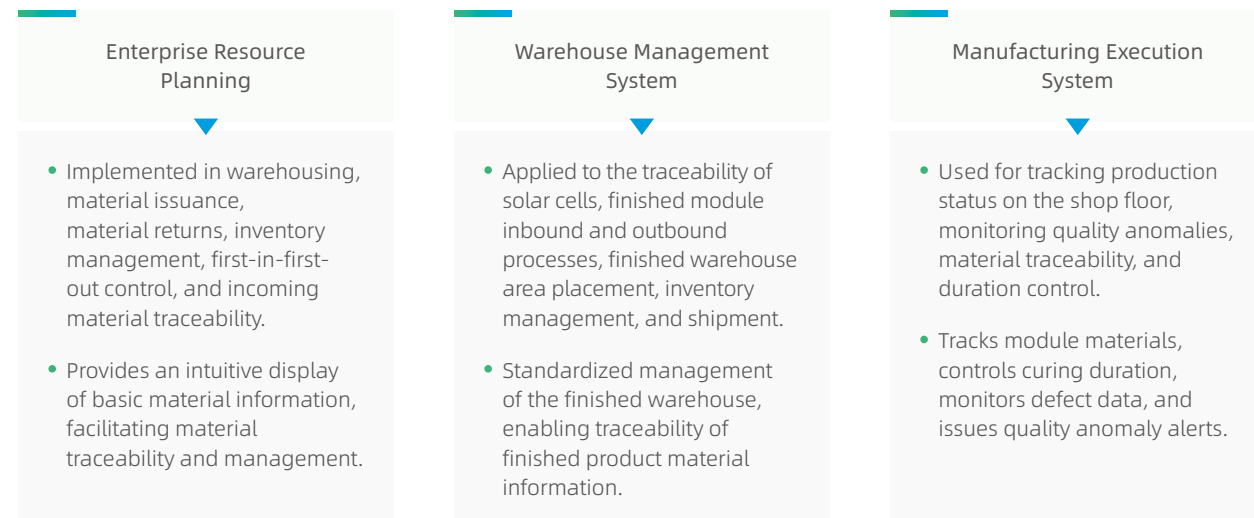 Enterprise Resource
Planning
• Implemented in warehousing,
material issuance,
material returns, inventory
management, first-in-first-
out control, and incoming
material traceability.
• Provides an intuitive display
of basic material information,
facilitating material
traceability and management.
Warehouse Management
System
• Applied to the traceability of
solar cells, finished module
inbound and outbound
processes, finished warehouse
area placement, inventory
management, and shipment.
• Standardized management
of the finished warehouse,
enabling traceability of
finished product material
information.
Manufacturing Execution
System
• Used for tracking production
status on the shop floor,
monitoring quality anomalies,
material traceability, and
duration control.
• Tracks module materials,
controls curing duration,
monitors defect data, and
issues quality anomaly alerts.